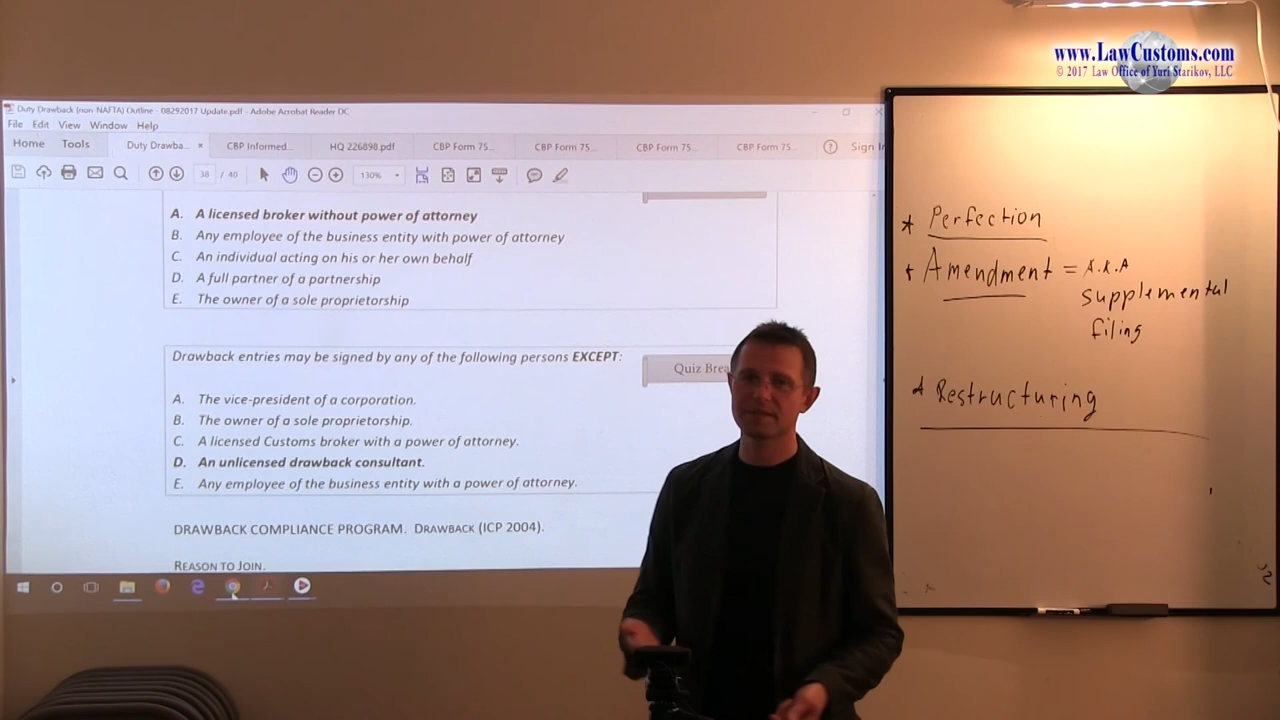 www.LawCustoms.com
© 2017 Law Office of Yuri Starikov, LLC
Duty Drawback (non NAFTA) Outline - 08292017 Update.pdf - Adobe Acrobat Reader DC
File Edit View Window Help
Home Tools Duty Drawba... × CBP Informed... HQ 226898.pdf CBP Form 75... CBP Form 75... CBP Form 75... CBP Form 75... Sign In
38 / 40 130%
A. A licensed broker without power of attorney
B. Any employee of the business entity with power of attorney
C. An individual acting on his or her own behalf
D. A full partner of a partnership
E. The owner of a sole proprietorship
Drawback entries may be signed by any of the following persons EXCEPT:
Quiz Brea
A. The vice-president of a corporation.
B. The owner of a sole proprietorship.
C. A licensed Customs broker with a power of attorney.
D. An unlicensed drawback consultant.
E. Any employee of the business entity with a power of attorney.
DRAWBACK COMPLIANCE PROGRAM. DRAWBACK (ICP 2004).
REASON TO JOIN.
* Perfection
* Amendment = A.K.A
supplemental
filing
* Restructuring